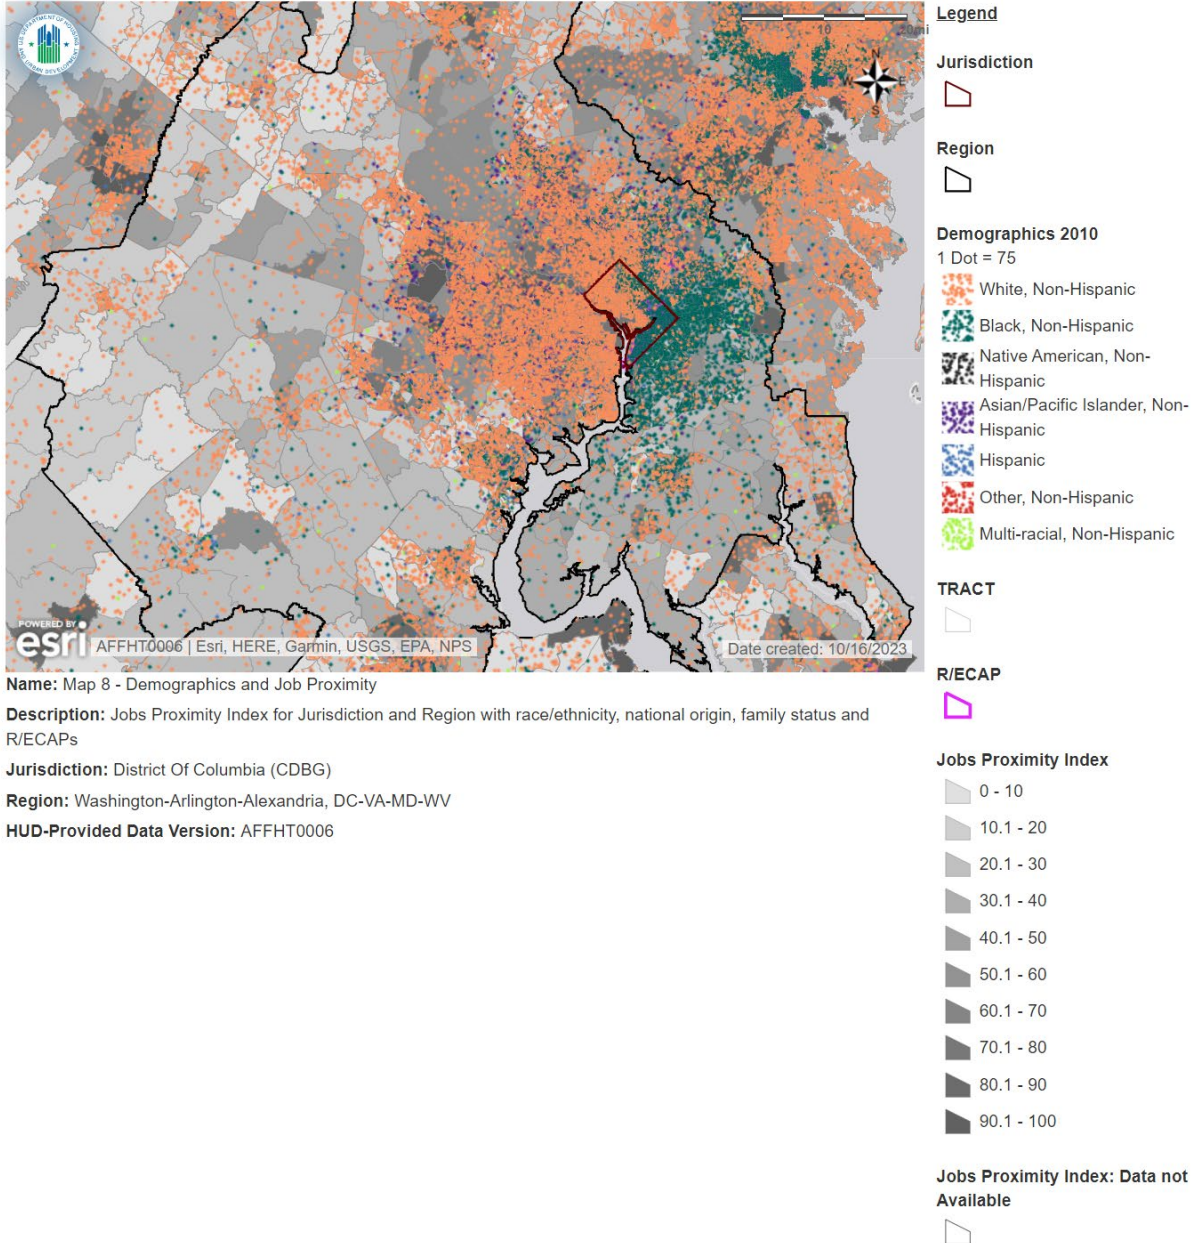 U.S. DEPARTMENT OF HOUSING
AND URBAN DEVELOPMENT
10
20mi
N
W
E
S
POWERED BY
esri
AFFHT0006 | Esri, HERE, Garmin, USGS, EPA, NPS
Date created: 10/16/2023
Name: Map 8 - Demographics and Job Proximity
Description: Jobs Proximity Index for Jurisdiction and Region with race/ethnicity, national origin, family status and
R/ECAPs
Jurisdiction: District Of Columbia (CDBG)
Region: Washington-Arlington-Alexandria, DC-VA-MD-WV
HUD-Provided Data Version: AFFHT0006
Legend
Jurisdiction
Region
Demographics 2010
1 Dot = 75
White, Non-Hispanic
Black, Non-Hispanic
Native American, Non-
Hispanic
Asian/Pacific Islander, Non-
Hispanic
Hispanic
Other, Non-Hispanic
Multi-racial, Non-Hispanic
TRACT
R/ECAP
Jobs Proximity Index
0 - 10
10.1 - 20
20.1 - 30
30.1 - 40
40.1 - 50
50.1 - 60
60.1 - 70
70.1 - 80
80.1 - 90
90.1 - 100
Jobs Proximity Index: Data not
Available